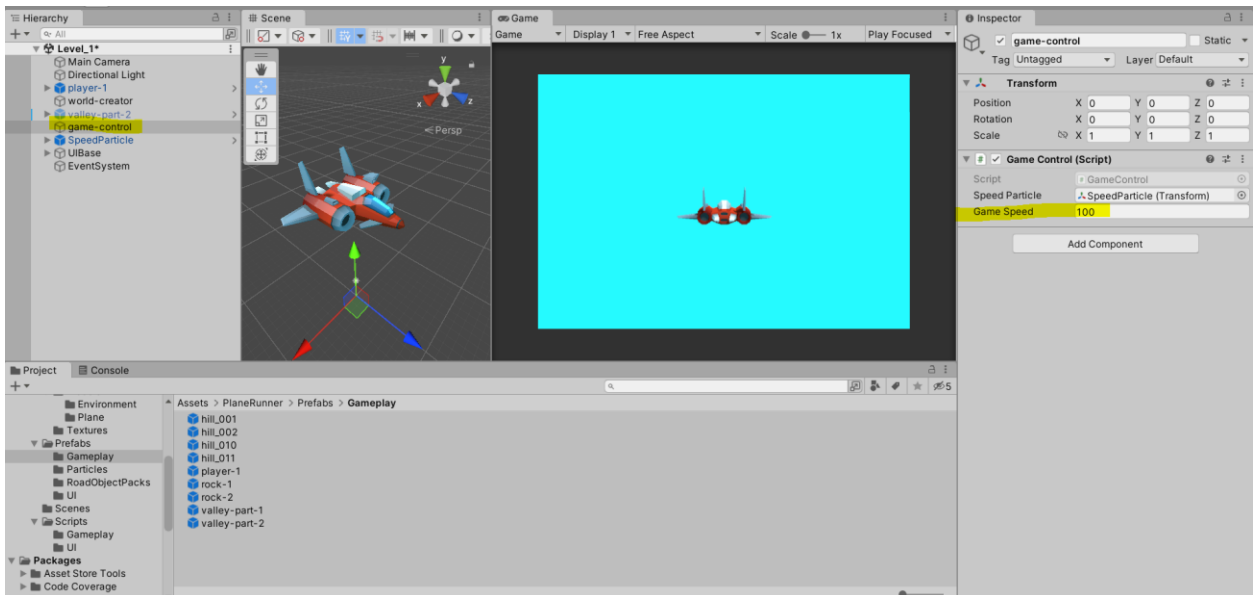 Hierarchy
All
Level_1*
Main Camera
Directional Light
player-1
world-creator
valley-part-2
game-control
SpeedParticle
UIBase
EventSystem
Scene
y
x
z
Persp
Game
Game Display 1 Free Aspect Scale 1x Play Focused
Inspector
game-control Static
Tag Untagged Layer Default
Transform
Position X 0 Y 0 Z 0
Rotation X 0 Y 0 Z 0
Scale X 1 Y 1 Z 1
# Game Control (Script)
Script # GameControl
Speed Particle SpeedParticle (Transform)
Game Speed 100
Add Component
Project Console
5
Environment
Plane
Textures
Prefabs
Gameplay
Particles
RoadObjectPacks
UI
Scenes
Scripts
Gameplay
UI
Packages
Asset Store Tools
Code Coverage
Assets > PlaneRunner > Prefabs > Gameplay
hill_001
hill_002
hill_010
hill_011
player-1
rock-1
rock-2
valley-part-1
valley-part-2